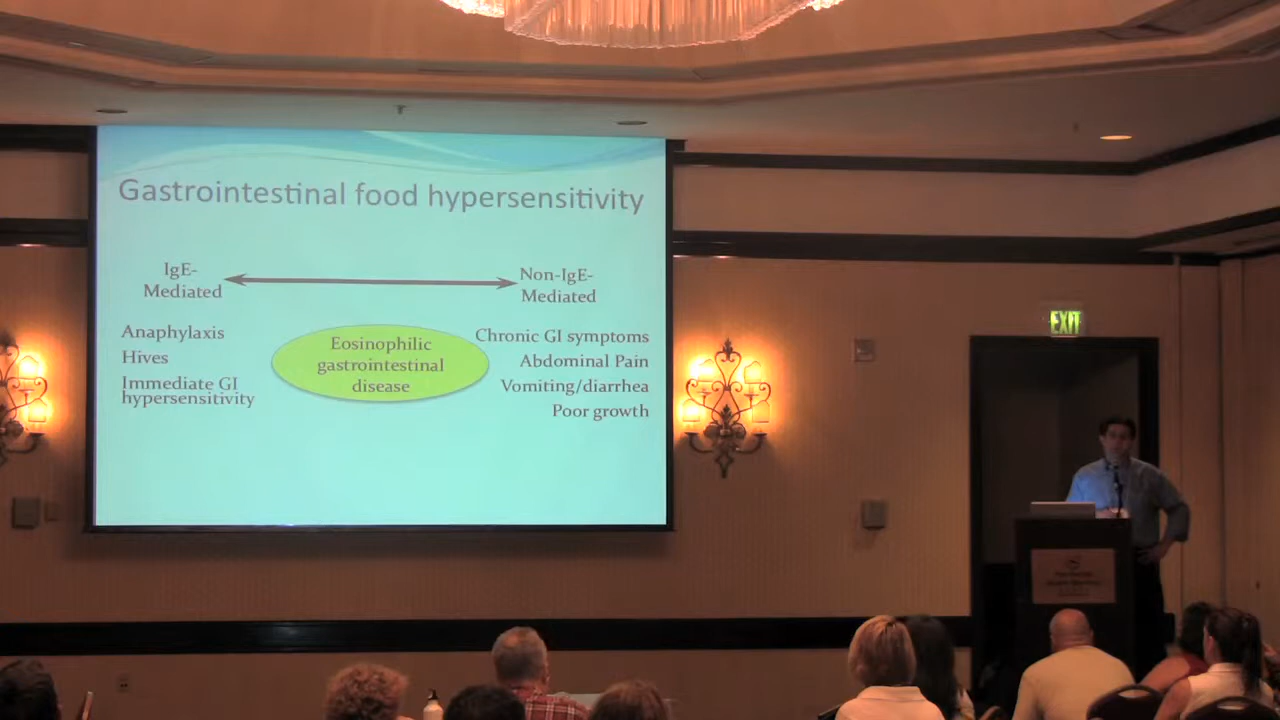 Gastrointestinal food hypersensitivity
IgE-
Mediated
Non-IgE-
Mediated
Anaphylaxis
Hives
Immediate GI
hypersensitivity
Eosinophilic
gastrointestinal
disease
Chronic GI symptoms
Abdominal Pain
Vomiting/diarrhea
Poor growth
EXIT